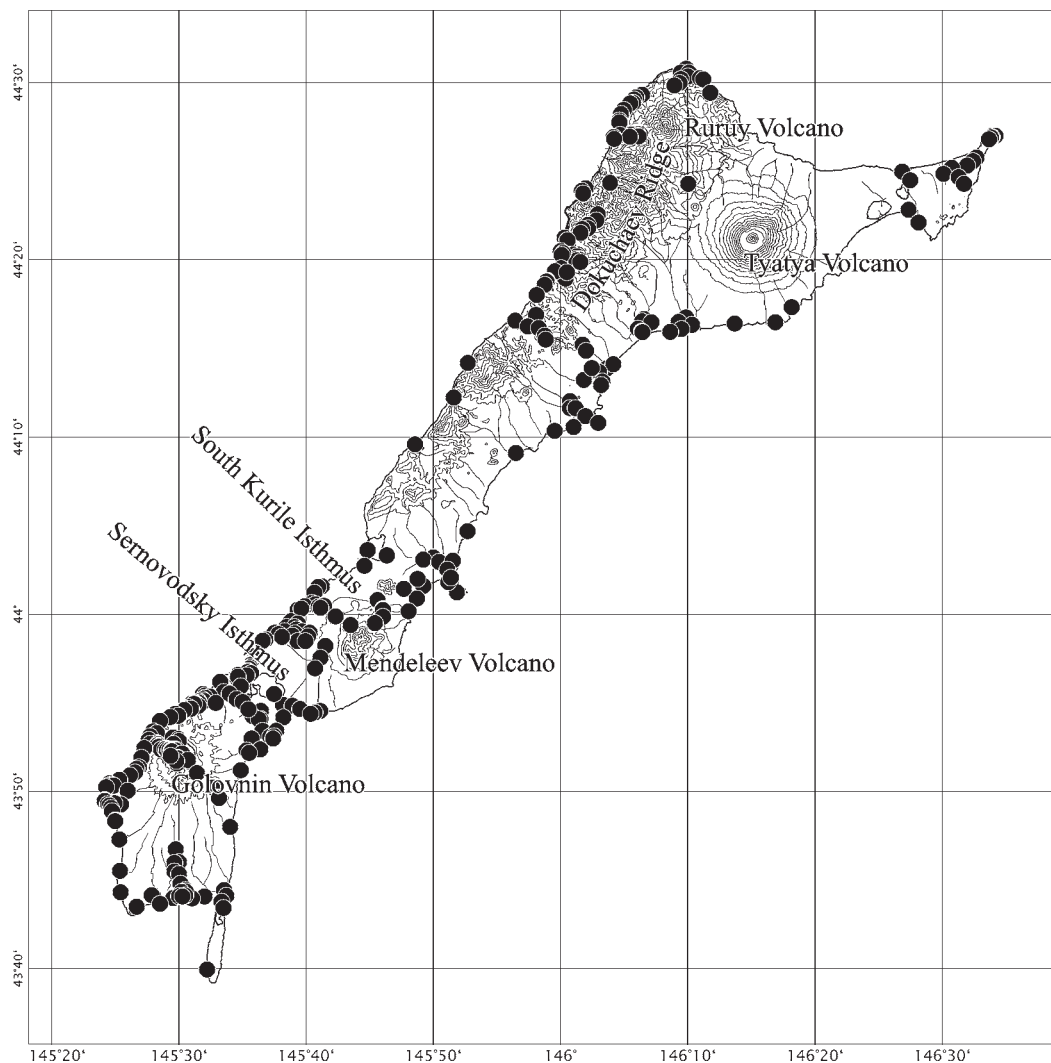 44°30‘
Ruruy Volcano
Dokuchaev Ridge
44°20‘
Tyatya Volcano
44°10‘
South Kurile Isthmus
Sernovodsky Isthmus
44°
Mendeleev Volcano
43°50‘
Golovnin Volcano
43°40‘
145°20‘ 145°30‘ 145°40‘ 145°50‘ 146° 146°10‘ 146°20‘ 146°30‘